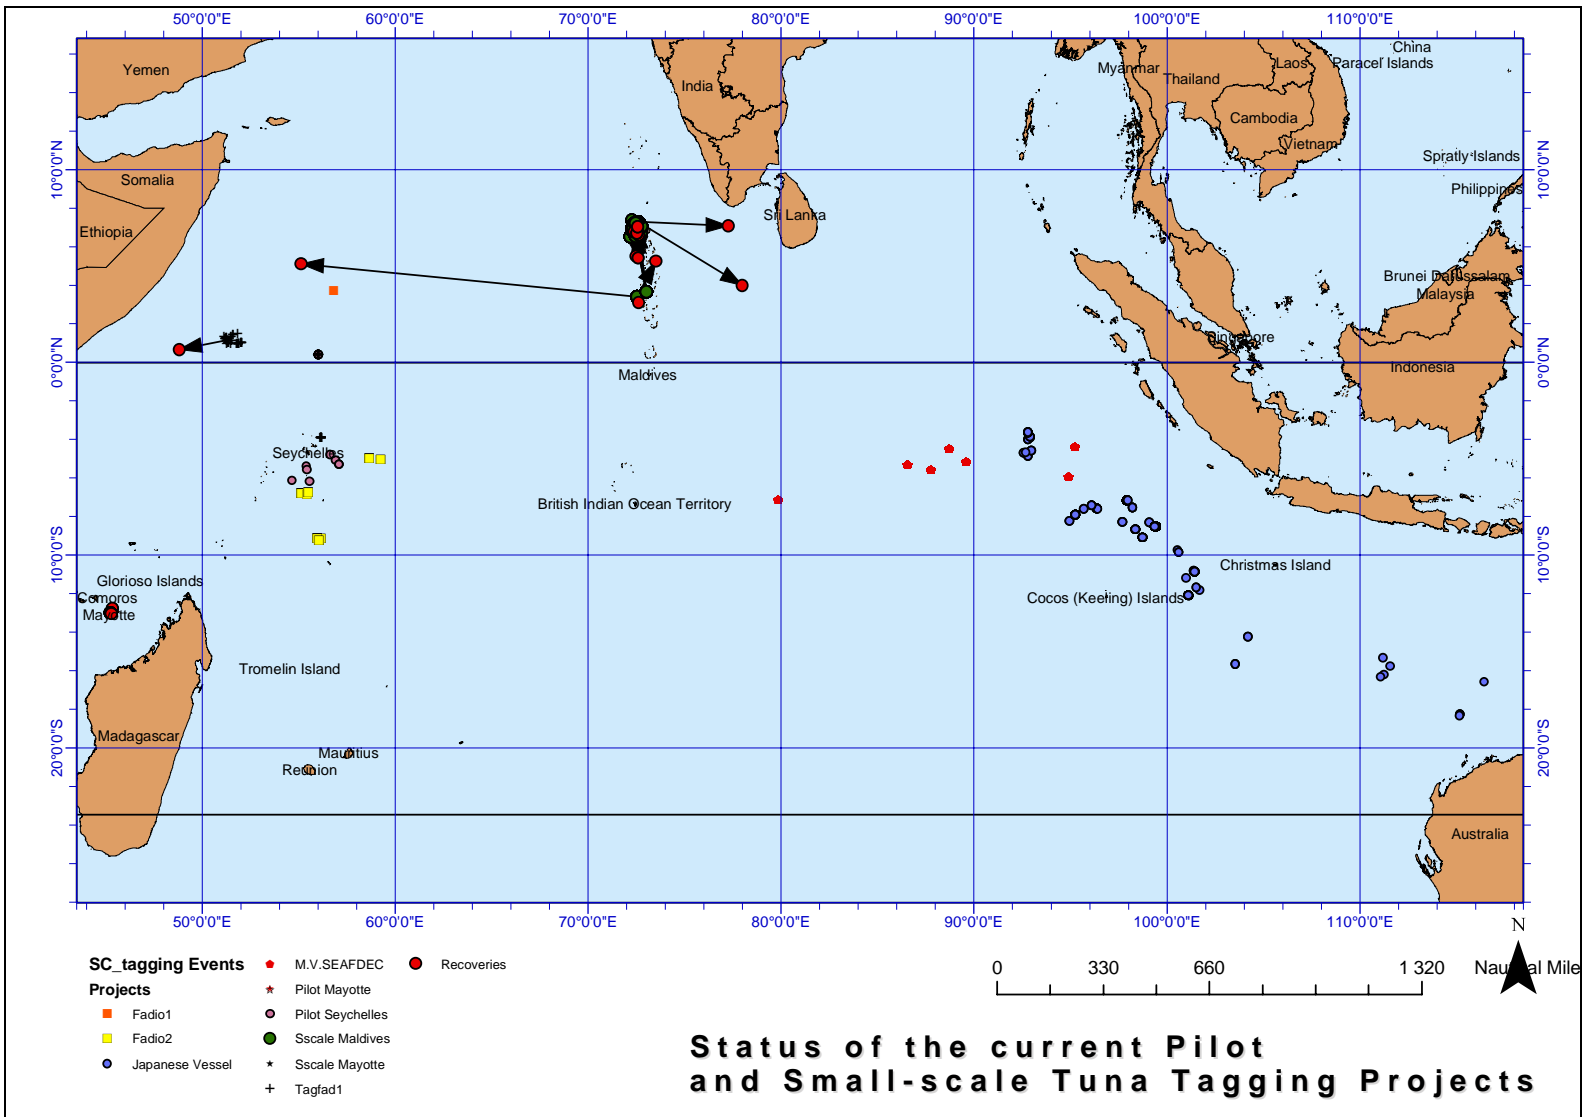 50°0'0"E 60°0'0"E 70°0'0"E 80°0'0"E 90°0'0"E 100°0'0"E 110°0'0"E
China
Paracel Islands
Yemen
India
Myanmar
Thailand
Laos
Cambodia
Vietnam
10°0'0"N
10°0'0"N
Somalia
Spratly Islands
Philippines
Ethiopia
Sri Lanka
Brunei Darussalam
Malaysia
Singapore
0°0'0"N
0°0'0"N
Maldives
Indonesia
Seychelles
British Indian Ocean Territory
10°0'0"S
10°0'0"S
Christmas Island
Glorioso Islands
Comoros
Mayotte
Cocos (Keeling) Islands
Tromelin Island
Madagascar
Mauritius
Reunion
20°0'0"S
20°0'0"S
Australia
50°0'0"E 60°0'0"E 70°0'0"E 80°0'0"E 90°0'0"E 100°0'0"E 110°0'0"E
N
SC_tagging Events
Projects
Fadio1
Fadio2
Japanese Vessel
M.V.SEAFDEC
Pilot Mayotte
Pilot Seychelles
Sscale Maldives
Sscale Mayotte
Tagfad1
Recoveries
0 330 660 1 320 Nautical Mile
Status of the current Pilot
and Small-scale Tuna Tagging Projects